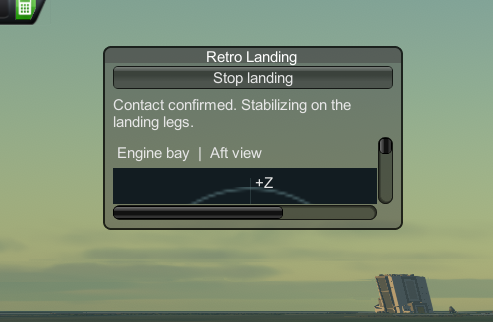 Retro Landing
Stop landing
Contact confirmed. Stabilizing on the
landing legs.
Engine bay | Aft view
+Z